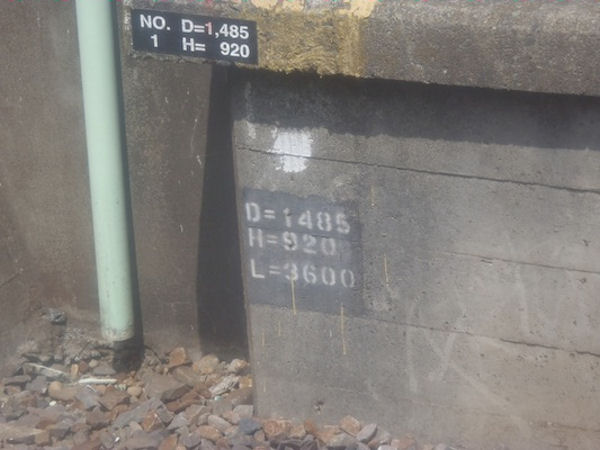 NO. D=1,485
1 H= 920
D=1485
H=920
L=3600